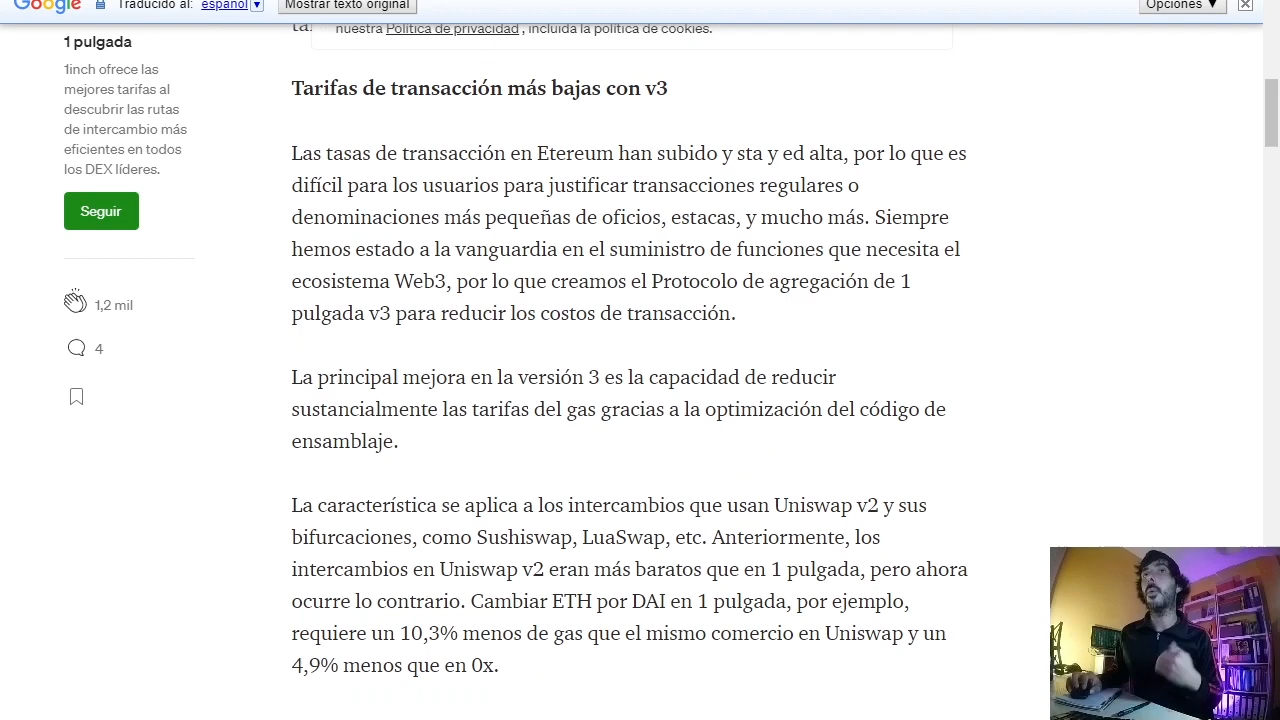 Google Traducido al: español ▼ Mostrar texto original Opciones ▼
nuestra Política de privacidad , incluida la política de cookies.
1 pulgada
1inch ofrece las
mejores tarifas al
descubrir las rutas
de intercambio más
eficientes en todos
los DEX líderes.
Seguir
1,2 mil
4
Tarifas de transacción más bajas con v3
Las tasas de transacción en Etereum han subido y sta y ed alta, por lo que es
difícil para los usuarios para justificar transacciones regulares o
denominaciones más pequeñas de oficios, estacas, y mucho más. Siempre
hemos estado a la vanguardia en el suministro de funciones que necesita el
ecosistema Web3, por lo que creamos el Protocolo de agregación de 1
pulgada v3 para reducir los costos de transacción.
La principal mejora en la versión 3 es la capacidad de reducir
sustancialmente las tarifas del gas gracias a la optimización del código de
ensamblaje.
La característica se aplica a los intercambios que usan Uniswap v2 y sus
bifurcaciones, como Sushiswap, LuaSwap, etc. Anteriormente, los
intercambios en Uniswap v2 eran más baratos que en 1 pulgada, pero ahora
ocurre lo contrario. Cambiar ETH por DAI en 1 pulgada, por ejemplo,
requiere un 10,3% menos de gas que el mismo comercio en Uniswap y un
4,9% menos que en 0x.